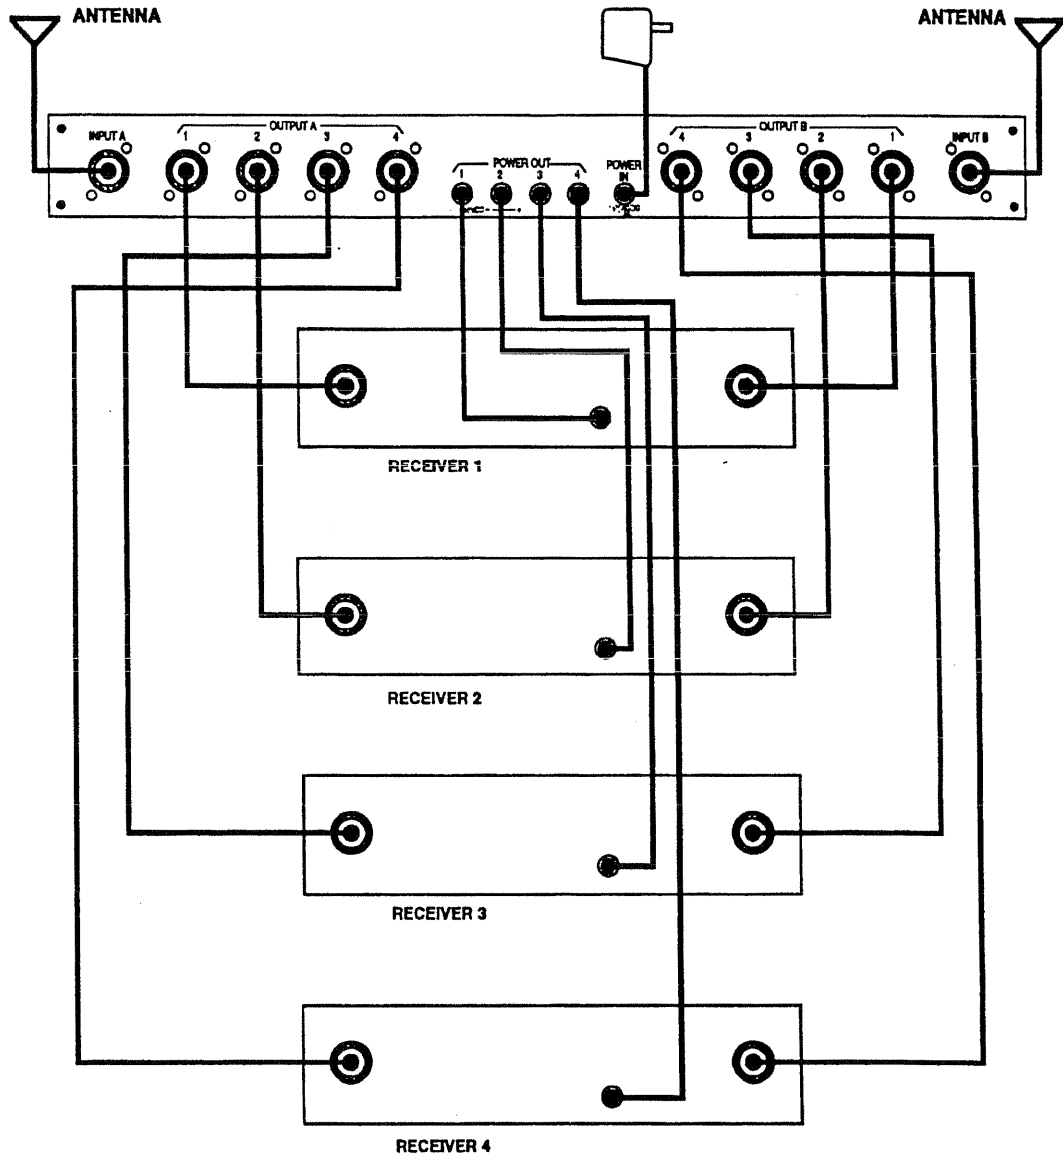 ANTENNA
ANTENNA
INPUT A
OUTPUT A
1 2 3 4
POWER OUT
1 2 3 4
POWER
IN
OUTPUT B
4 3 2 1
INPUT B
RECEIVER 1
RECEIVER 2
RECEIVER 3
RECEIVER 4